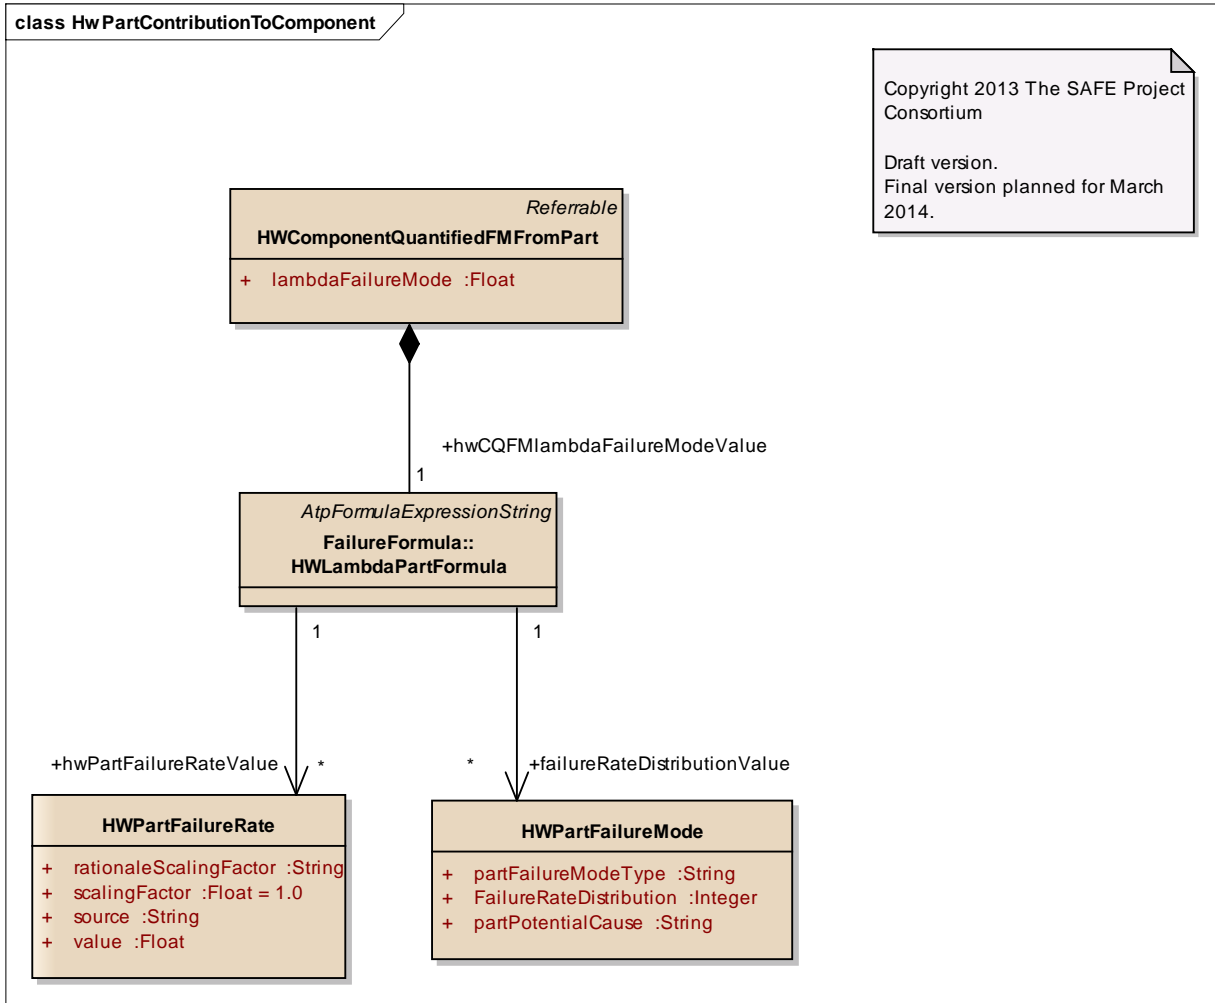 class HwPartContributionToComponent
Copyright 2013 The SAFE Project
Consortium
Draft version.
Final version planned for March
2014.
Referrable
HWComponentQuantifiedFMFromPart
+ lambdaFailureMode :Float
+hwCQFMlambdaFailureModeValue
1
AtpFormulaExpressionString
FailureFormula::
HWLambdaPartFormula
1
1
+hwPartFailureRateValue
*
*
+failureRateDistributionValue
HWPartFailureRate
+ rationaleScalingFactor :String
+ scalingFactor :Float = 1.0
+ source :String
+ value :Float
HWPartFailureMode
+ partFailureModeType :String
+ FailureRateDistribution :Integer
+ partPotentialCause :String